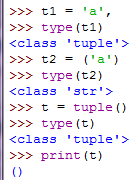 >>> t1 = 'a',
>>> type(t1)
<class 'tuple'>
>>> t2 = ('a')
>>> type(t2)
<class 'str'>
>>> t = tuple()
>>> type(t)
<class 'tuple'>
>>> print(t)
()